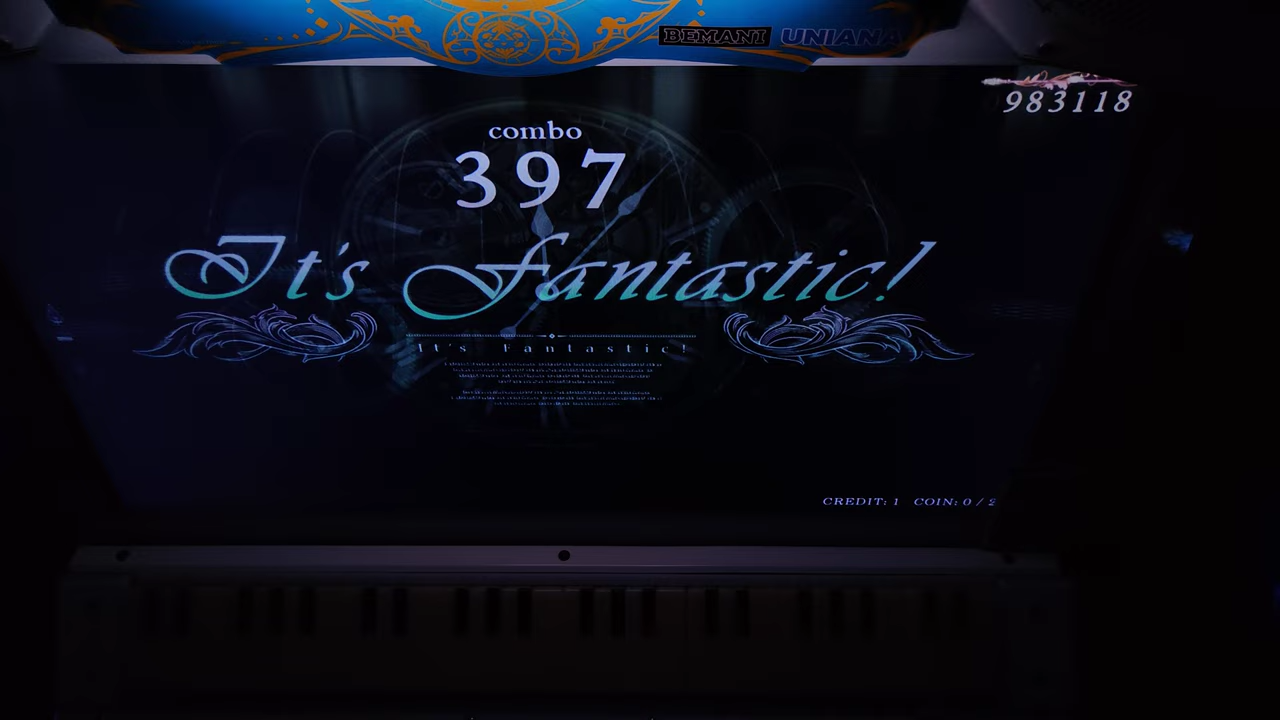 BEMANI UNIANA
983118
combo
397
It's Fantastic!
It's Fantastic!
CREDIT: 1 COIN: 0 / 2